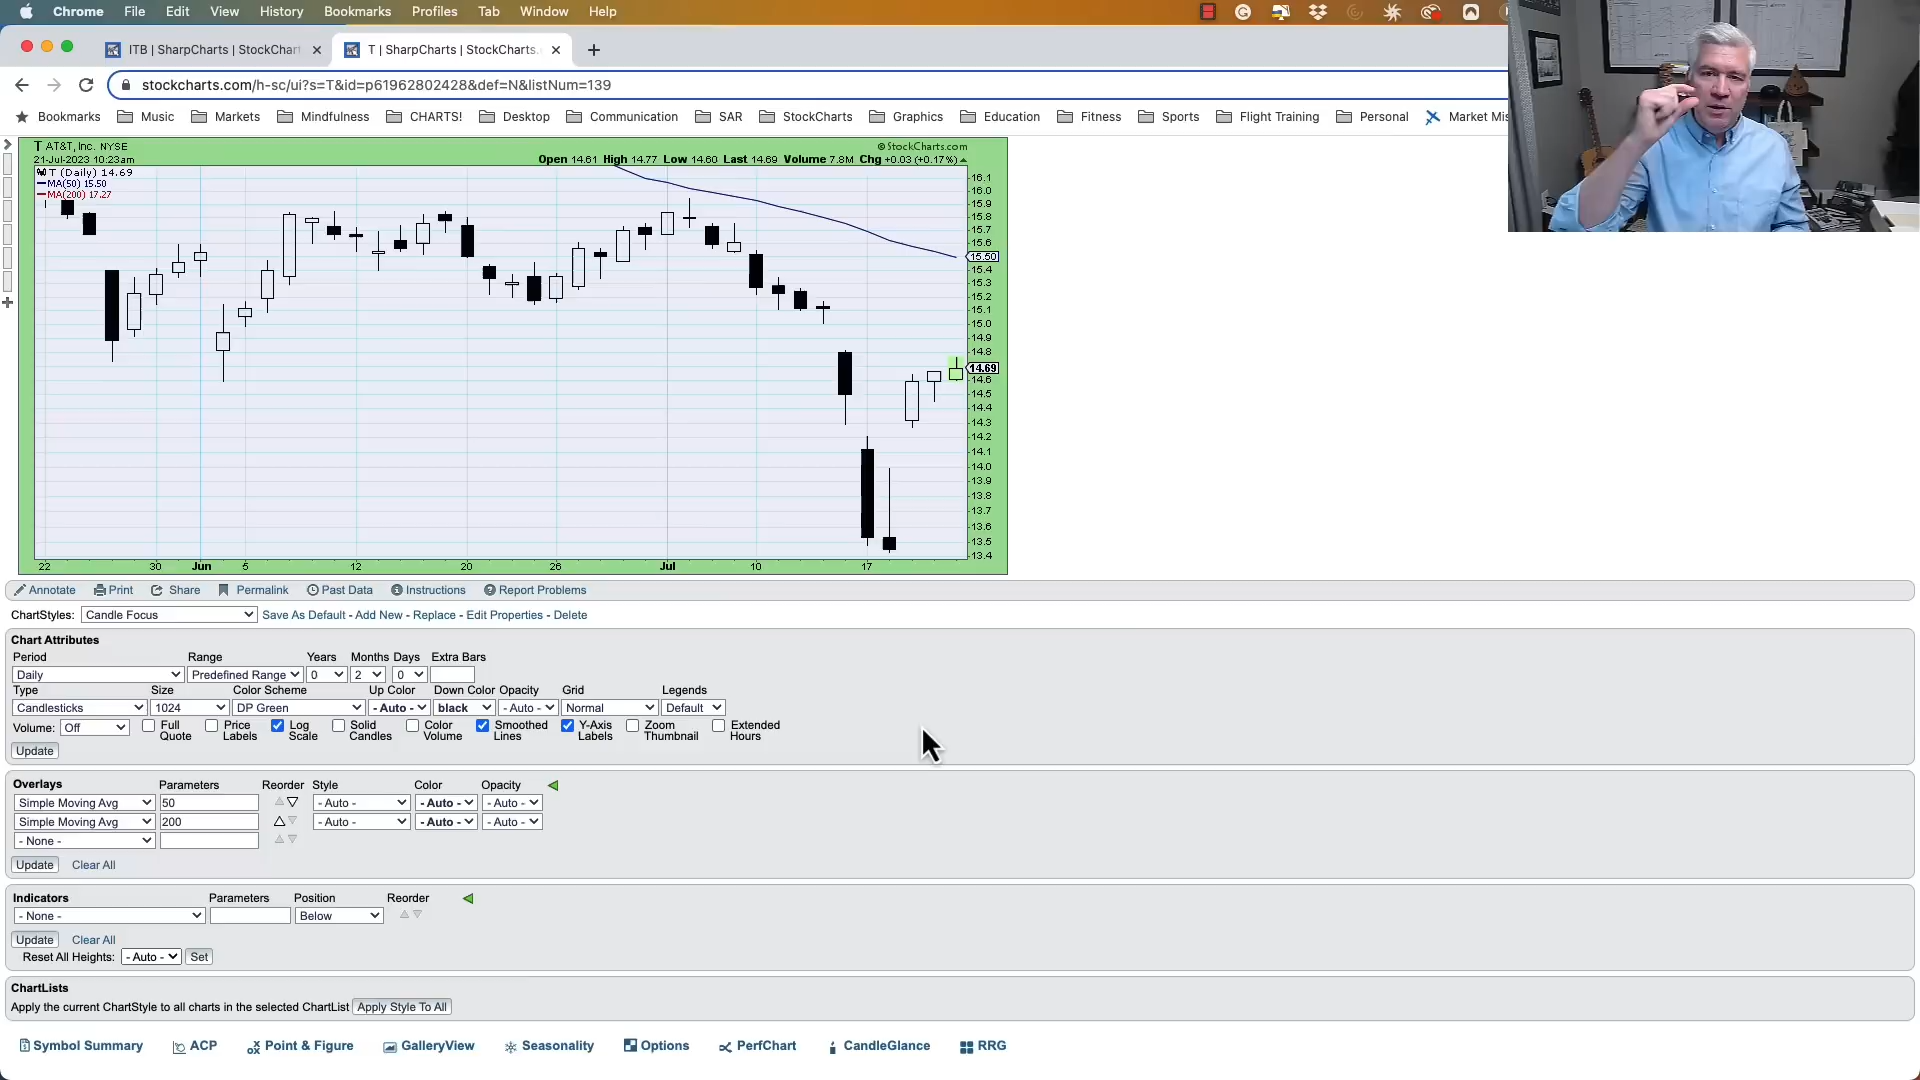 Chrome File Edit View History Bookmarks Profiles Tab Window Help
ITB | SharpCharts | StockChart T | SharpCharts | StockCharts.
stockcharts.com/h-sc/ui?s=T&id=p61962802428&def=N&listNum=139
Bookmarks Music Markets Mindfulness CHARTS! Desktop Communication SAR StockCharts Graphics Education Fitness Sports Flight Training Personal Market Mis
T AT&T, Inc. NYSE © StockCharts.com
21-Jul-2023 10:23am Open 14.61 High 14.77 Low 14.60 Last 14.69 Volume 7.8M Chg +0.03 (+0.17%)
T (Daily) 14.69
MA(50) 15.50
MA(200) 17.27
16.1
16.0
15.9
15.8
15.7
15.6
15.50
15.4
15.3
15.2
15.1
15.0
14.9
14.8
14.69
14.6
14.5
14.4
14.3
14.2
14.1
14.0
13.9
13.8
13.7
13.6
13.5
13.4
22 30 Jun 5 12 20 26 Jul 10 17
Annotate Print Share Permalink Past Data Instructions Report Problems
ChartStyles: Candle Focus Save As Default - Add New - Replace - Edit Properties - Delete
Chart Attributes
Period Range Years Months Days Extra Bars
Daily Predefined Range 0 2 0
Type Size Color Scheme Up Color Down Color Opacity Grid Legends
Candlesticks 1024 DP Green - Auto - black - Auto - Normal Default
Volume: Off Full Quote Price Labels Log Scale Solid Candles Color Volume Smoothed Lines Y-Axis Labels Zoom Thumbnail Extended Hours
Update
Overlays Parameters Reorder Style Color Opacity
Simple Moving Avg 50 - Auto - - Auto - - Auto -
Simple Moving Avg 200 - Auto - - Auto - - Auto -
- None -
Update Clear All
Indicators Parameters Position Reorder
- None - Below
Update Clear All
Reset All Heights: - Auto - Set
ChartLists
Apply the current ChartStyle to all charts in the selected ChartList Apply Style To All
Symbol Summary ACP Point & Figure GalleryView Seasonality Options PerfChart CandleGlance RRG